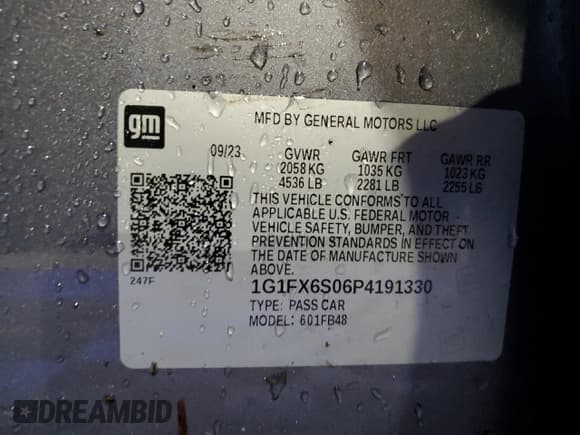 gm
MFD BY GENERAL MOTORS LLC
09/23 GVWR GAWR FRT GAWR RR
2058 KG 1035 KG 1023 KG
4536 LB 2281 LB 2255 LB
THIS VEHICLE CONFORMS TO ALL
APPLICABLE U.S. FEDERAL MOTOR
VEHICLE SAFETY, BUMPER, AND THEFT
PREVENTION STANDARDS IN EFFECT ON
THE DATE OF MANUFACTURE SHOWN
ABOVE.
247F
1G1FX6S06P4191330
TYPE: PASS CAR
MODEL: 601FB48
DREAMBID